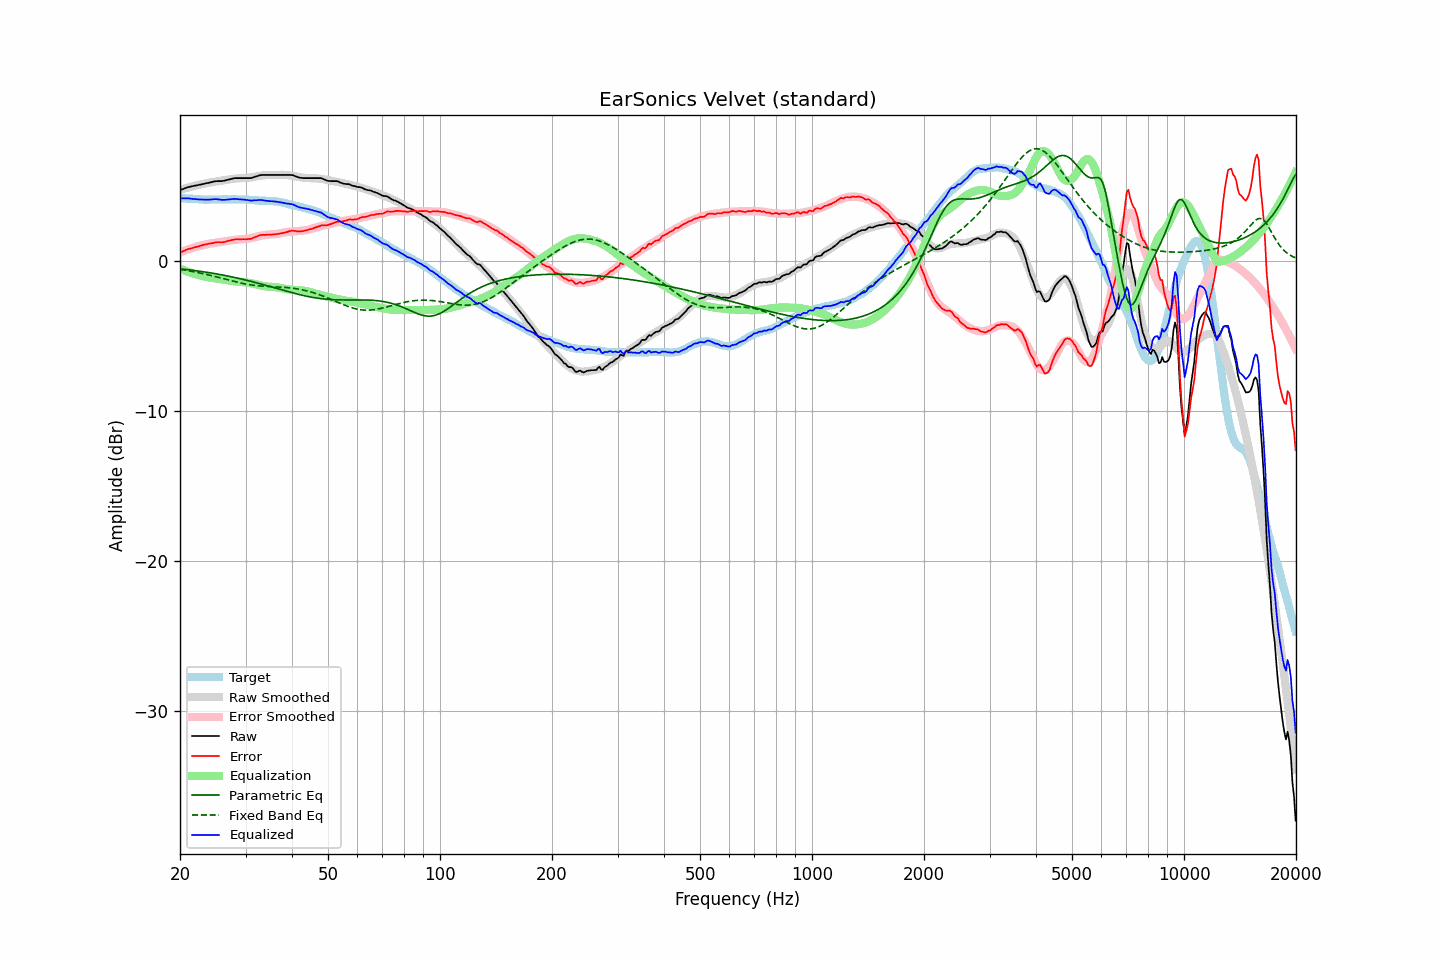 EarSonics Velvet (standard)
Amplitude (dBr)
0
−10
−20
−30
Target
Raw Smoothed
Error Smoothed
Raw
Error
Equalization
Parametric Eq
Fixed Band Eq
Equalized
20 50 100 200 500 1000 2000 5000 10000 20000
Frequency (Hz)